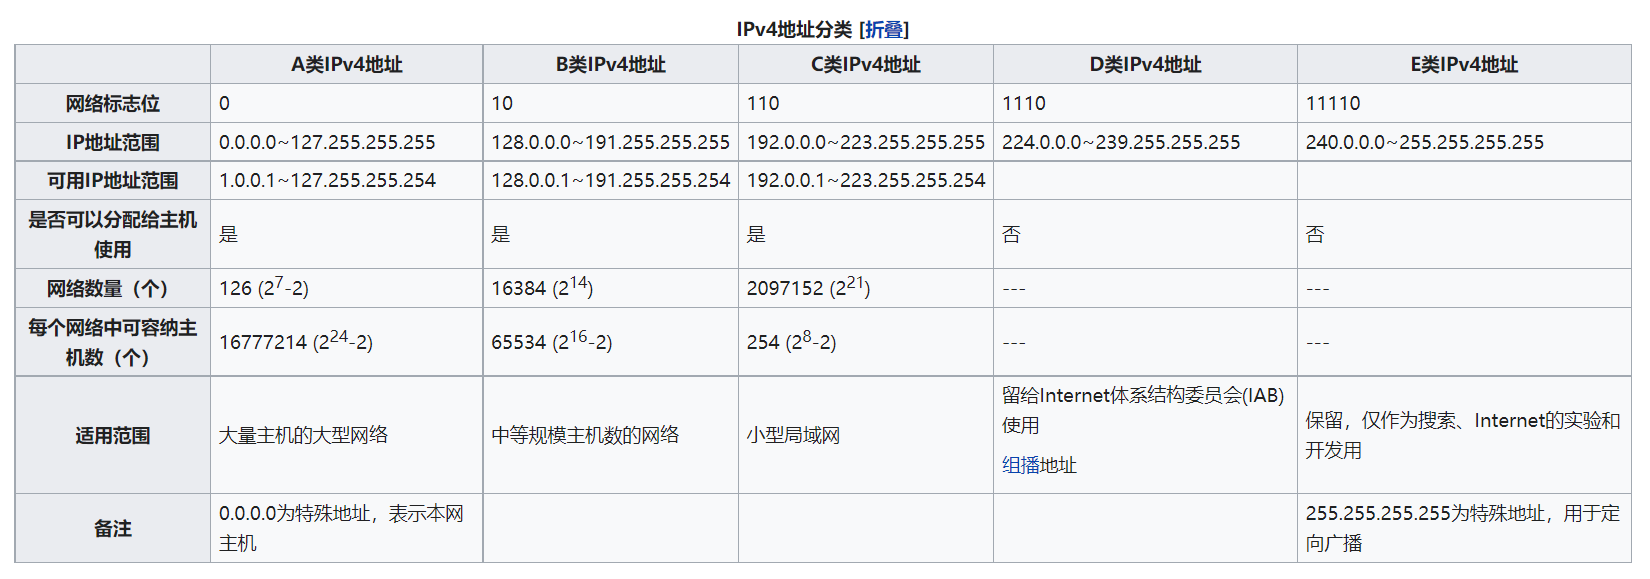 IPv4地址分类 [折叠]
A类IPv4地址 B类IPv4地址 C类IPv4地址 D类IPv4地址 E类IPv4地址
网络标志位 0 10 110 1110 11110
IP地址范围 0.0.0.0~127.255.255.255 128.0.0.0~191.255.255.255 192.0.0.0~223.255.255.255 224.0.0.0~239.255.255.255 240.0.0.0~255.255.255.255
可用IP地址范围 1.0.0.1~127.255.255.254 128.0.0.1~191.255.255.254 192.0.0.1~223.255.255.254
是否可以分配给主机
使用
是 是 是 否 否
网络数量（个） 126 (2⁷-2) 16384 (2¹⁴) 2097152 (2²¹) --- ---
每个网络中可容纳主
机数（个）
16777214 (2²⁴-2) 65534 (2¹⁶-2) 254 (2⁸-2) --- ---
适用范围
大量主机的大型网络
中等规模主机数的网络
小型局域网
留给Internet体系结构委员会(IAB)
使用
组播地址
保留，仅作为搜索、Internet的实验和
开发用
备注
0.0.0.0为特殊地址，表示本网
主机
255.255.255.255为特殊地址，用于定
向广播